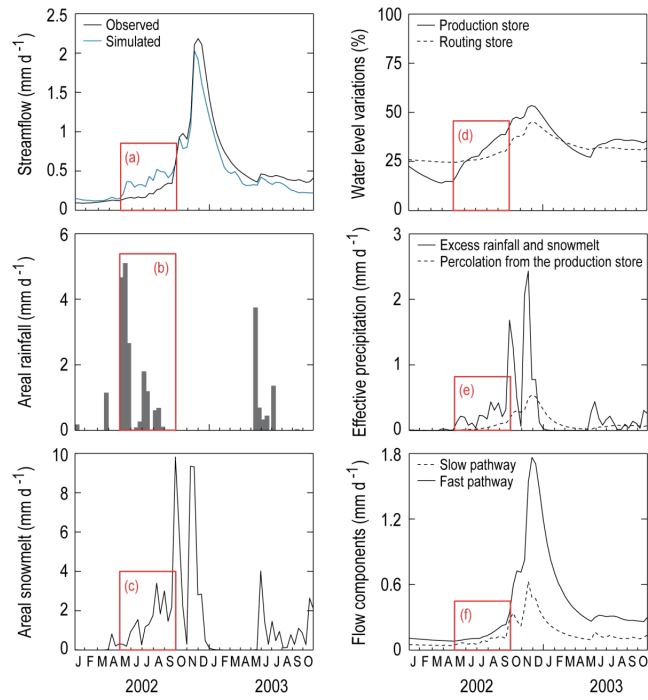 Streamflow (mm d⁻¹)
2.5
2
1.5
1
0.5
0
Observed
Simulated
(a)
Water level variations (%)
100
75
50
25
0
Production store
Routing store
(d)
Areal rainfall (mm d⁻¹)
6
4
2
0
(b)
Effective precipitation (mm d⁻¹)
3
2
1
0
Excess rainfall and snowmelt
Percolation from the production store
(e)
Areal snowmelt (mm d⁻¹)
10
8
6
4
2
0
(c)
J F M A M J J A S O N D J F M A M J J A S O
2002 2003
Flow components (mm d⁻¹)
1.8
1.2
0.6
0
Slow pathway
Fast pathway
(f)
J F M A M J J A S O N D J F M A M J J A S O
2002 2003